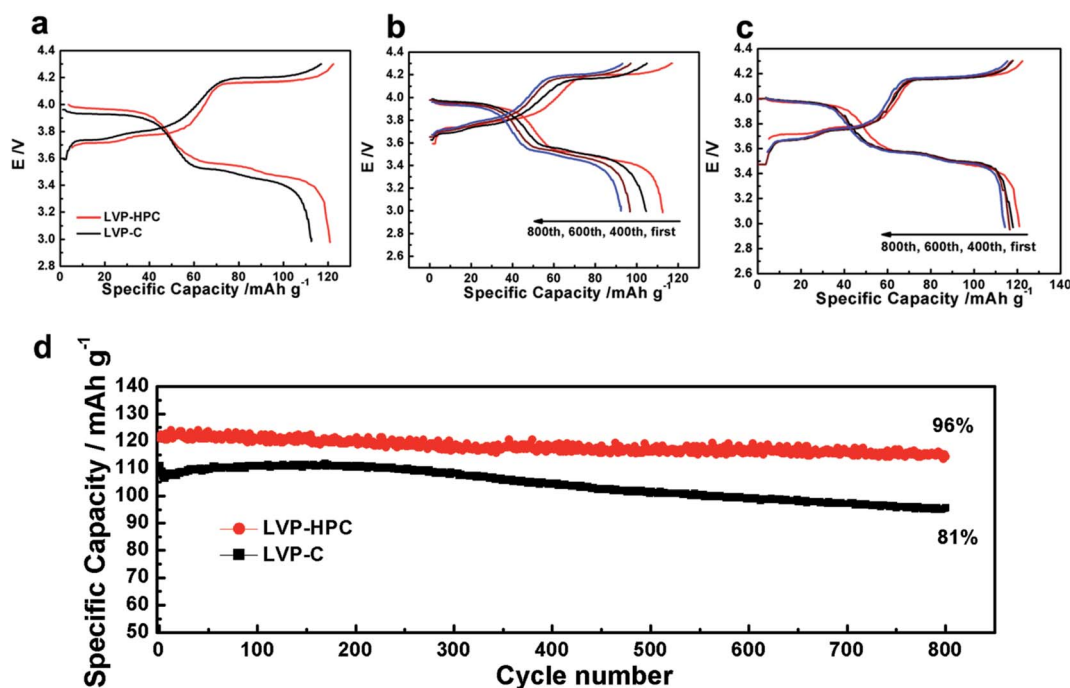 a
4.4
4.2
4.0
3.8
3.6
3.4
3.2
3.0
2.8
E /V
LVP-HPC
LVP-C
0 20 40 60 80 100 120 140
Specific Capacity /mAh g-1
b
4.4
4.2
4.0
3.8
3.6
3.4
3.2
3.0
2.8
2.6
E /V
800th, 600th, 400th, first
0 20 40 60 80 100 120
Specific Capacity /mAh g-1
c
4.4
4.2
4.0
3.8
3.6
3.4
3.2
3.0
2.8
2.6
E /V
800th, 600th, 400th, first
0 20 40 60 80 100 120 140
Specific Capacity /mAh g-1
d
Specific Capacity / mAh g-1
140
130
120
110
100
90
80
70
60
50
96%
81%
LVP-HPC
LVP-C
0 100 200 300 400 500 600 700 800
Cycle number